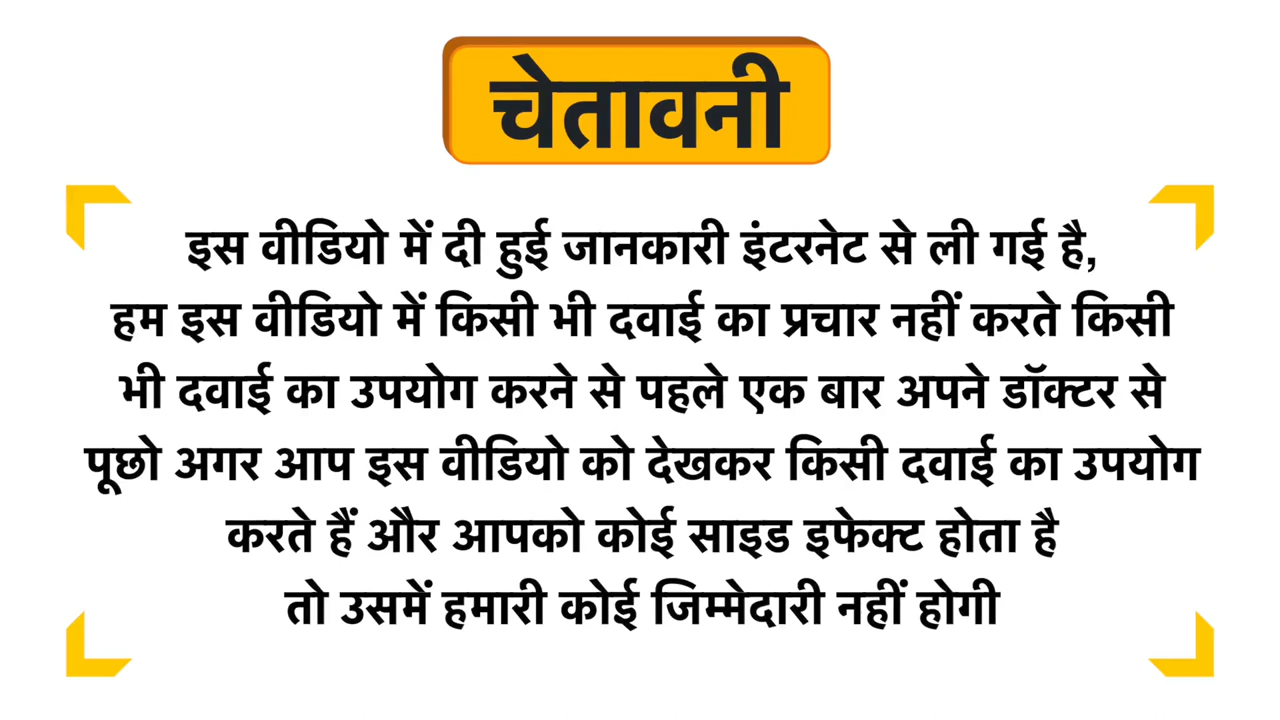 चेतावनी
इस वीडियो में दी हुई जानकारी इंटरनेट से ली गई है,
हम इस वीडियो में किसी भी दवाई का प्रचार नहीं करते किसी
भी दवाई का उपयोग करने से पहले एक बार अपने डॉक्टर से
पूछो अगर आप इस वीडियो को देखकर किसी दवाई का उपयोग
करते हैं और आपको कोई साइड इफेक्ट होता है
तो उसमें हमारी कोई जिम्मेदारी नहीं होगी